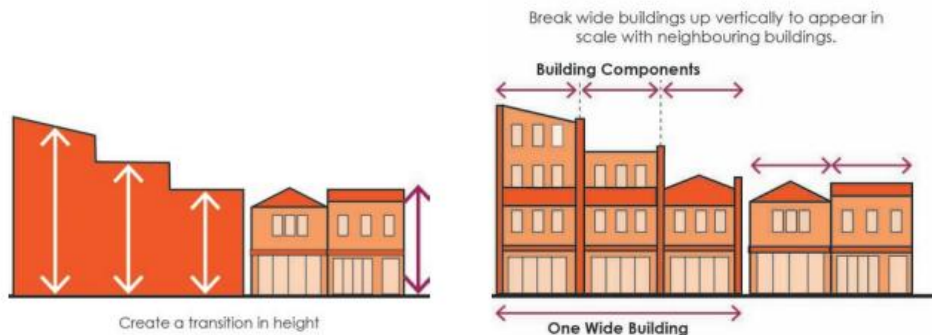 Create a transition in height
Break wide buildings up vertically to appear in
scale with neighbouring buildings.
Building Components
One Wide Building